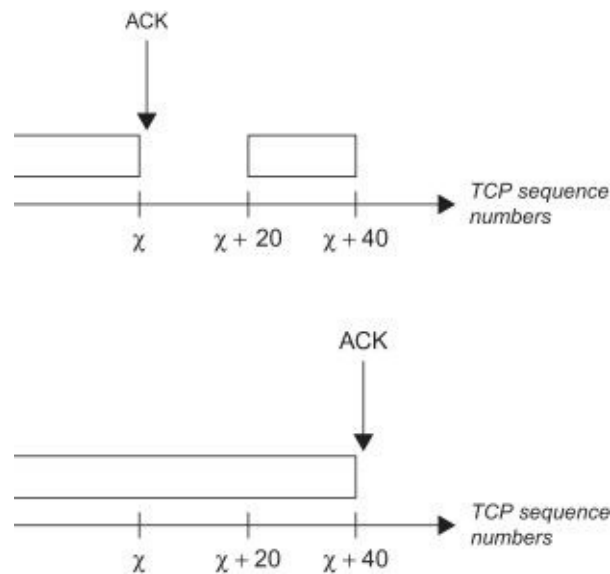 ACK
TCP sequence
numbers
χ χ + 20 χ + 40
ACK
TCP sequence
numbers
χ χ + 20 χ + 40